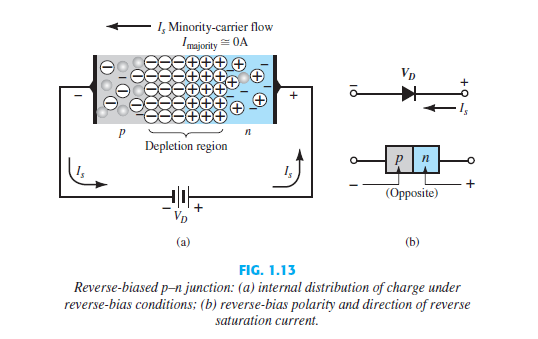 I_s Minority-carrier flow
I_majority ≅ 0A
p
n
Depletion region
I_s
I_s
−
+
−
+
V_D
(a)
V_D
−
+
I_s
p n
−
+
(Opposite)
(b)
FIG. 1.13
Reverse-biased p–n junction: (a) internal distribution of charge under
reverse-bias conditions; (b) reverse-bias polarity and direction of reverse
saturation current.